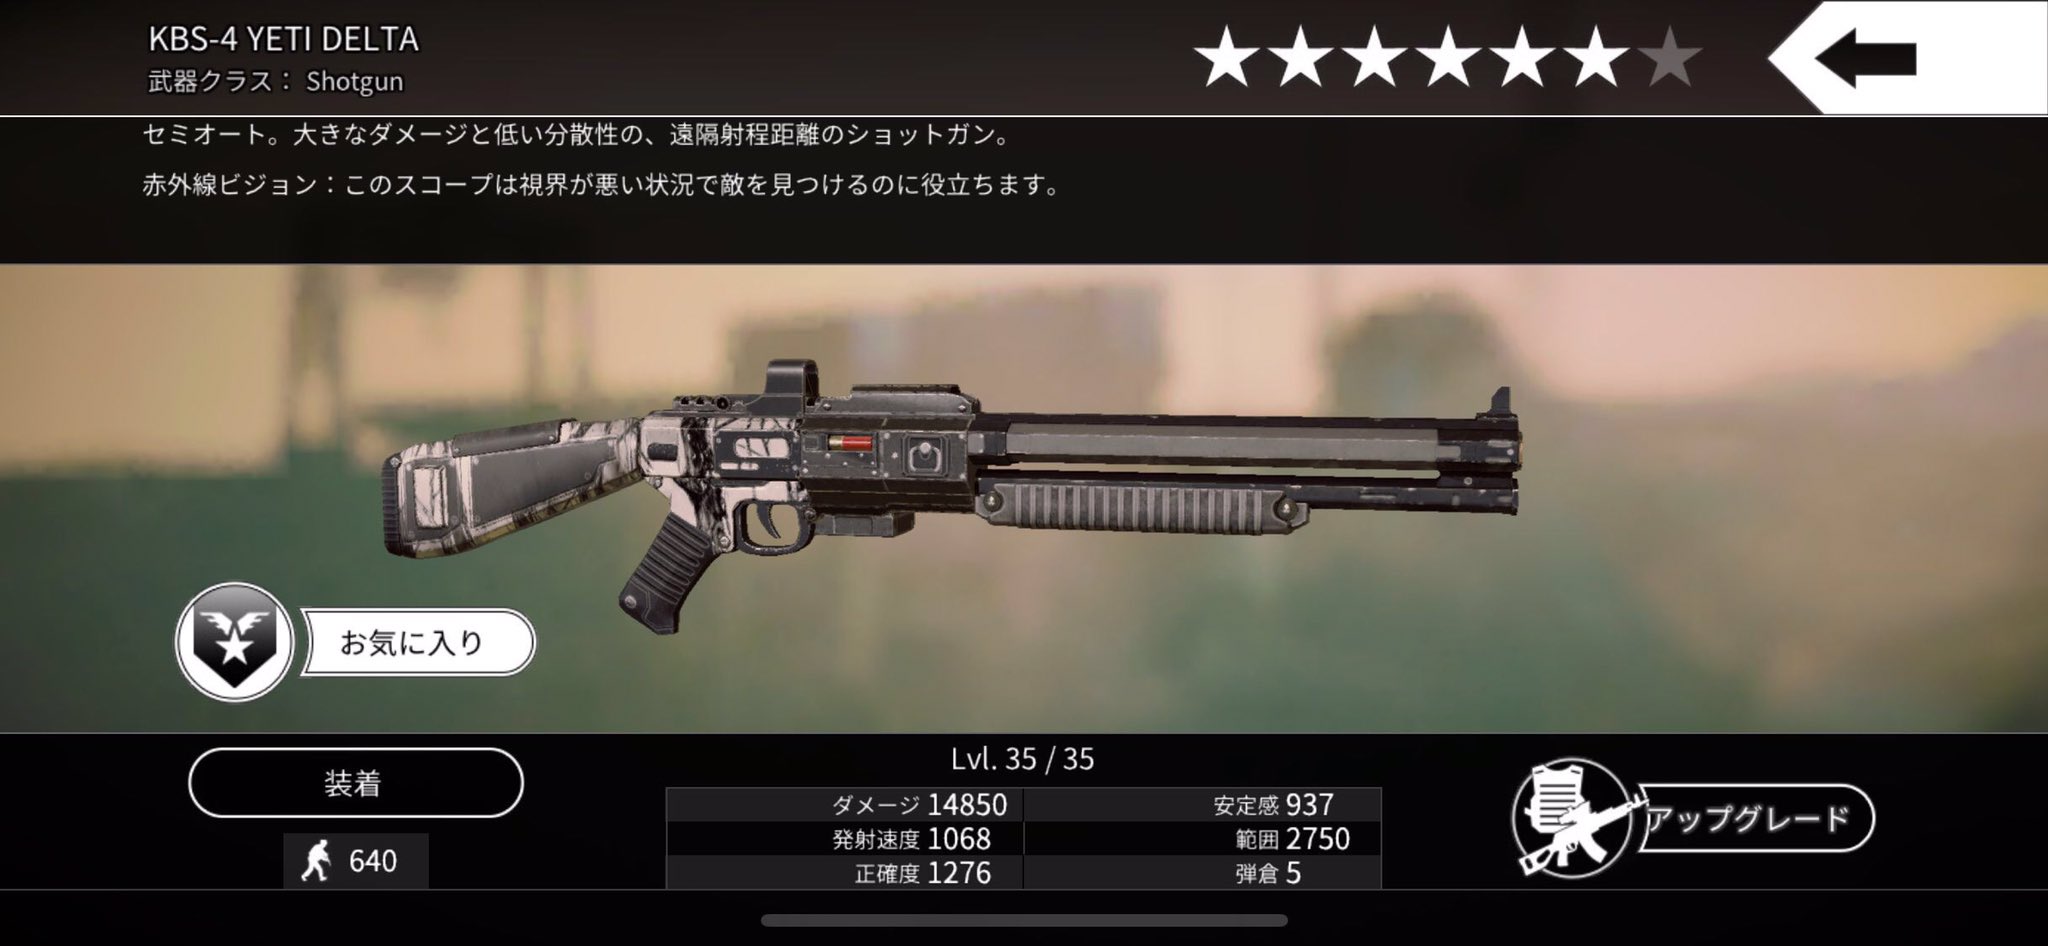 KBS-4 YETI DELTA
武器クラス： Shotgun
セミオート。大きなダメージと低い分散性の、遠隔射程距離のショットガン。
赤外線ビジョン：このスコープは視界が悪い状況で敵を見つけるのに役立ちます。
お気に入り
装着
640
Lvl. 35 / 35
ダメージ 14850 安定感 937
発射速度 1068 範囲 2750
正確度 1276 弾倉 5
アップグレード